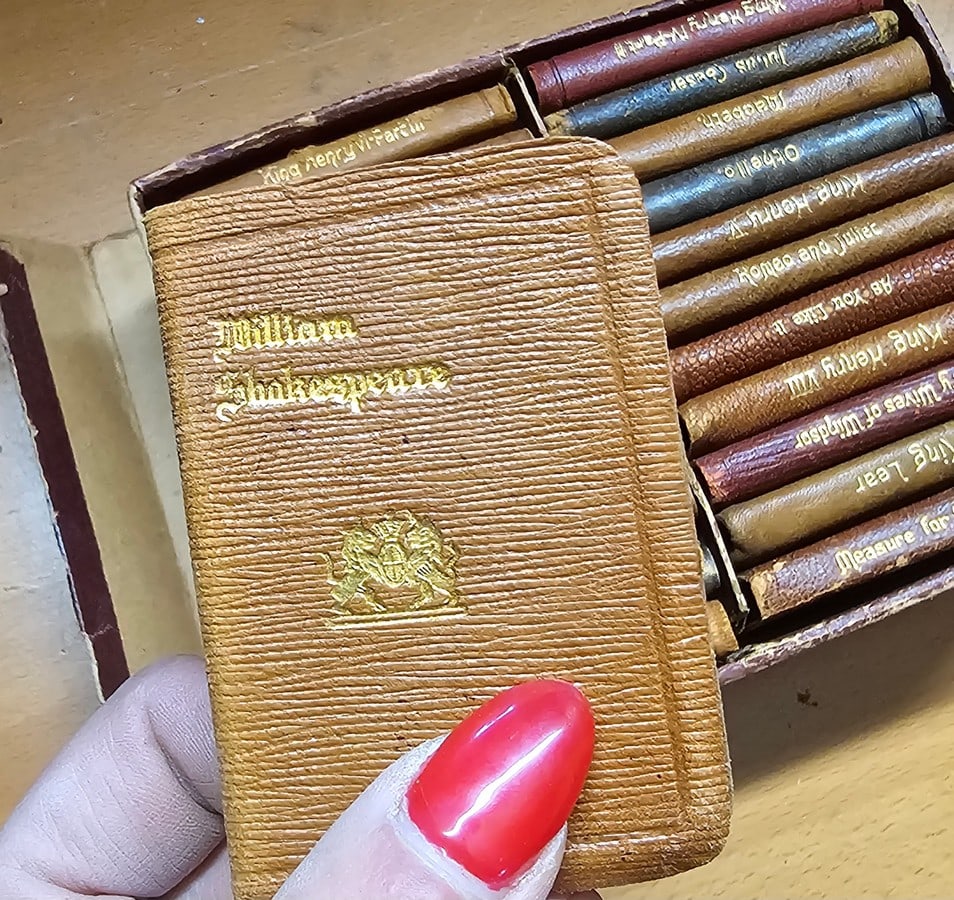 William
Shakespeare
King Henry VI-Part III
King Henry IV-Part II
Julius Caesar
Macbeth.
Othello
King Henry-V.
Romeo and Juliet
As-You Like it
King Henry VIII
Wives of Windsor
King Lear
Measure for